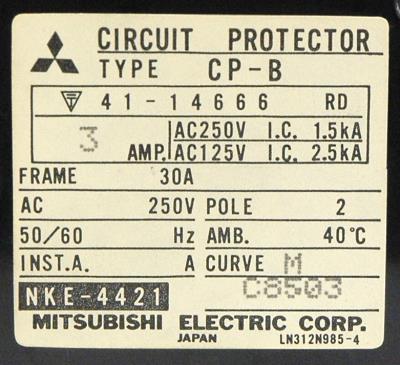 CIRCUIT PROTECTOR
TYPE CP-B
T 41-14666 RD
3 AMP. AC250V I.C. 1.5kA
AC125V I.C. 2.5kA
FRAME 30A
AC 250V POLE 2
50/60 Hz AMB. 40°C
INST.A. A CURVE M
NKE-4421 C8503
MITSUBISHI ELECTRIC CORP.
JAPAN LN312N985-4